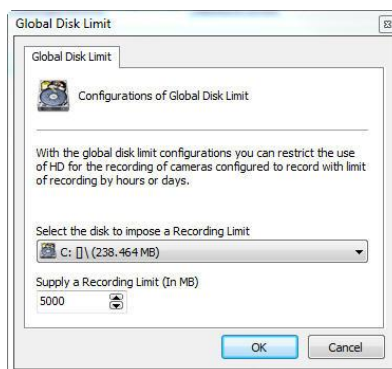 Global Disk Limit
Global Disk Limit
Configurations of Global Disk Limit
With the global disk limit configurations you can restrict the use
of HD for the recording of cameras configured to record with limit
of recording by hours or days.
Select the disk to impose a Recording Limit
C: []\ (238.464 MB)
Supply a Recording Limit (In MB)
5000
OK
Cancel